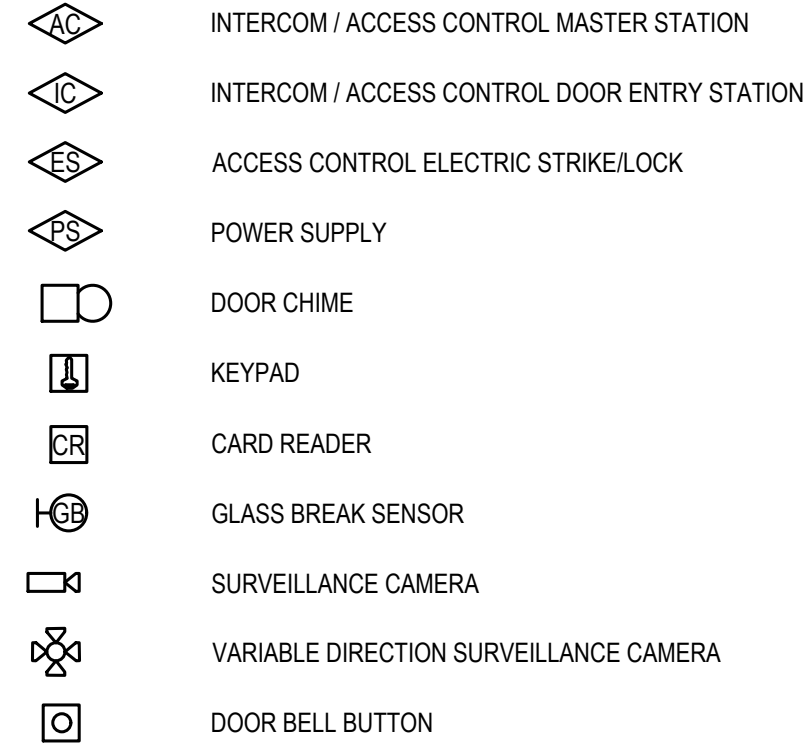 AC INTERCOM / ACCESS CONTROL MASTER STATION
IC INTERCOM / ACCESS CONTROL DOOR ENTRY STATION
ES ACCESS CONTROL ELECTRIC STRIKE/LOCK
PS POWER SUPPLY
DOOR CHIME
KEYPAD
CR CARD READER
GB GLASS BREAK SENSOR
SURVEILLANCE CAMERA
VARIABLE DIRECTION SURVEILLANCE CAMERA
DOOR BELL BUTTON